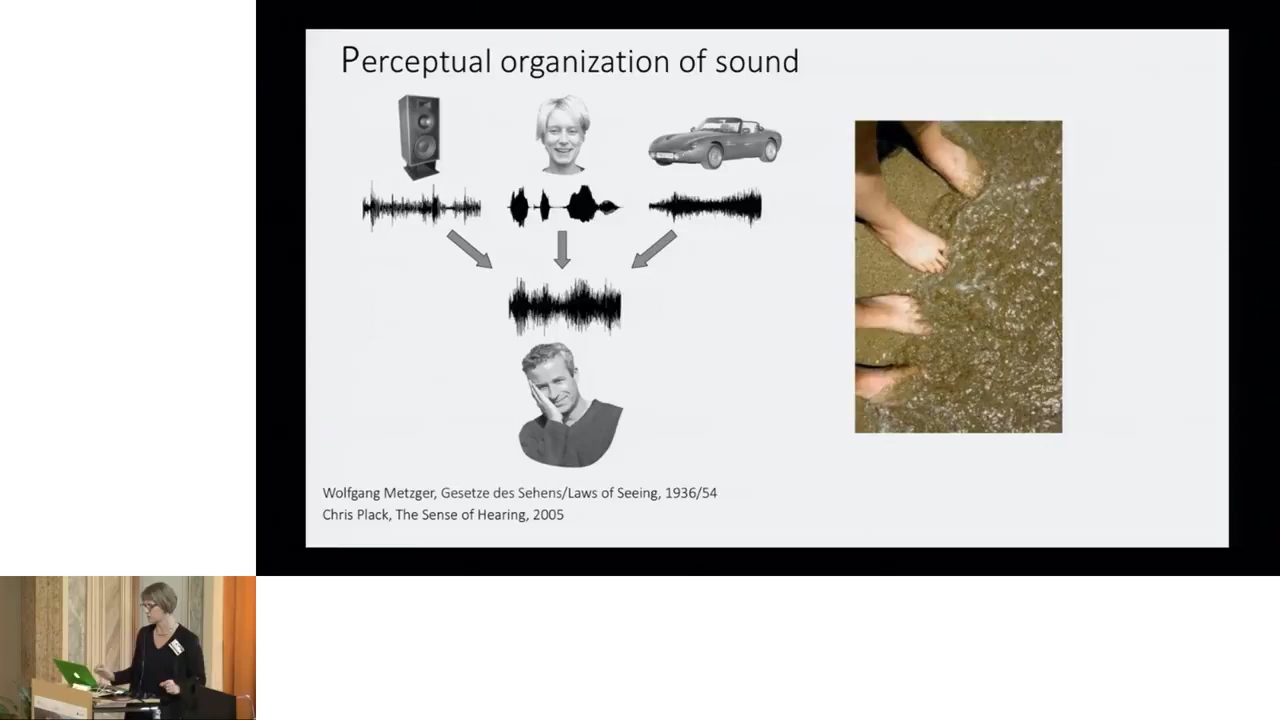 Perceptual organization of sound
Wolfgang Metzger, Gesetze des Sehens/Laws of Seeing, 1936/54
Chris Plack, The Sense of Hearing, 2005